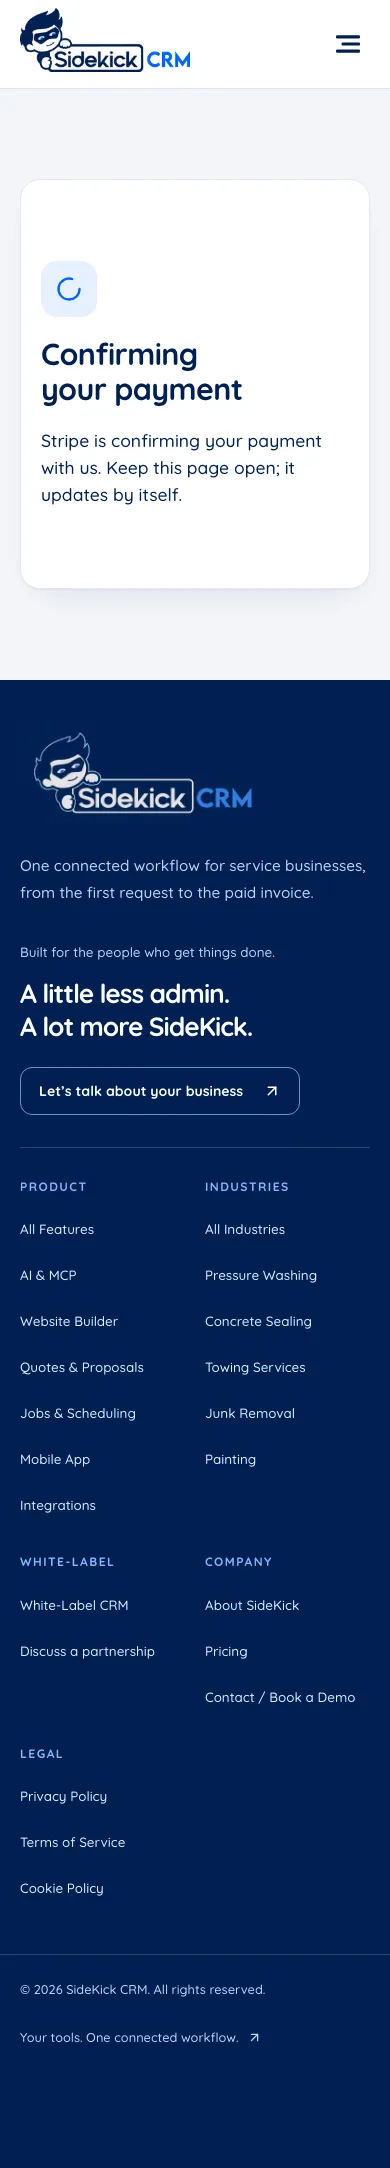 Sidekick CRM
Confirming
your payment
Stripe is confirming your payment
with us. Keep this page open; it
updates by itself.
Sidekick CRM
One connected workflow for service businesses,
from the first request to the paid invoice.
Built for the people who get things done.
A little less admin.
A lot more SideKick.
Let’s talk about your business
PRODUCT
All Features
AI & MCP
Website Builder
Quotes & Proposals
Jobs & Scheduling
Mobile App
Integrations
INDUSTRIES
All Industries
Pressure Washing
Concrete Sealing
Towing Services
Junk Removal
Painting
WHITE-LABEL
White-Label CRM
Discuss a partnership
COMPANY
About SideKick
Pricing
Contact / Book a Demo
LEGAL
Privacy Policy
Terms of Service
Cookie Policy
© 2026 SideKick CRM. All rights reserved.
Your tools. One connected workflow.